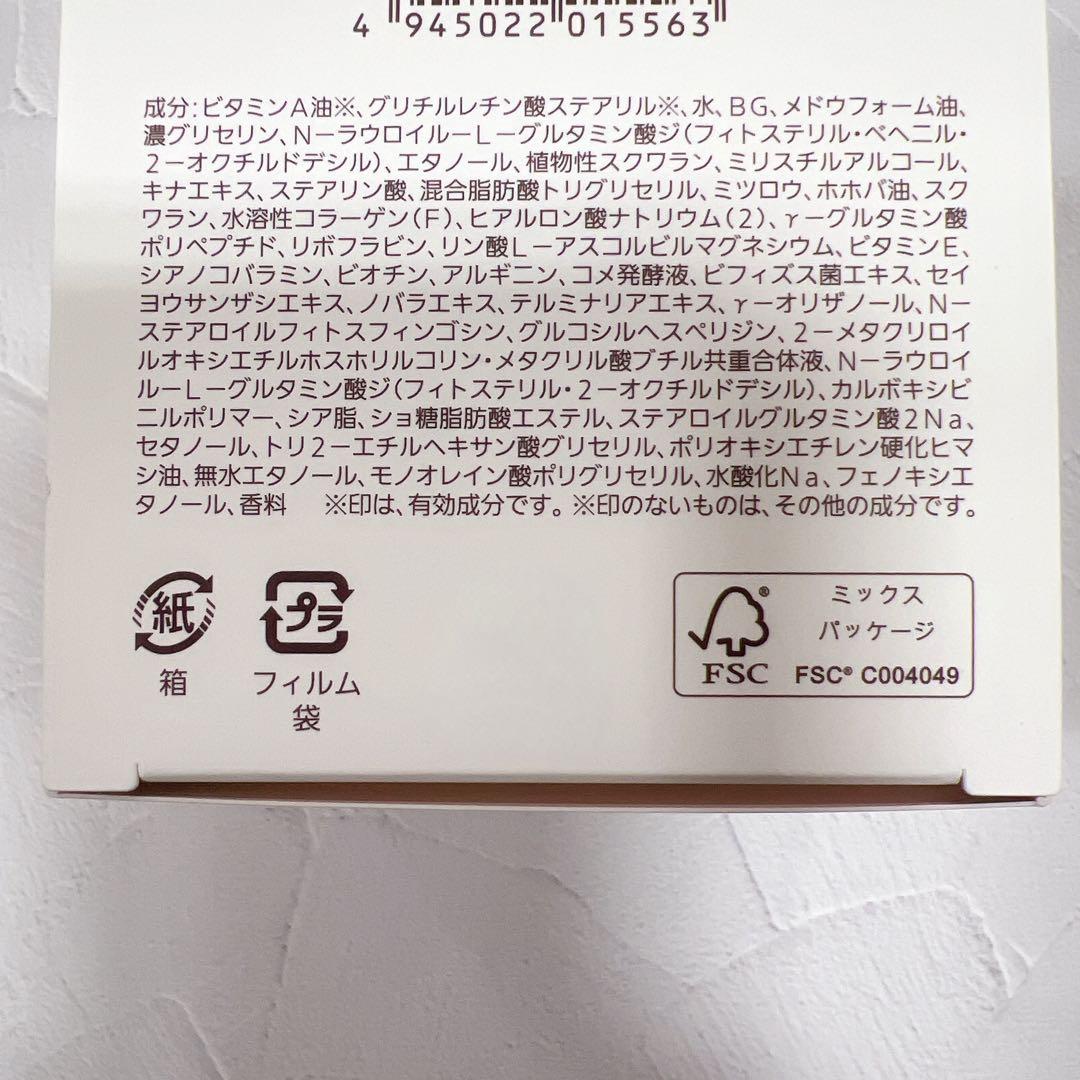 4 945022 015563
成分:ビタミンA油※、グリチルレチン酸ステアリル※、水、BG、メドウフォーム油、
濃グリセリン、N-ラウロイル-L-グルタミン酸ジ(フィトステリル・ベヘニル・
2-オクチルドデシル)、エタノール、植物性スクワラン、ミリスチルアルコール、
キナエキス、ステアリン酸、混合脂肪酸トリグリセリル、ミツロウ、ホホバ油、スク
ワラン、水溶性コラーゲン(F)、ヒアルロン酸ナトリウム(2)、γ-グルタミン酸
ポリペプチド、リボフラビン、リン酸L-アスコルビルマグネシウム、ビタミンE、
シアノコバラミン、ビオチン、アルギニン、コメ発酵液、ビフィズス菌エキス、セイ
ヨウサンザシエキス、ノバラエキス、テルミナリアエキス、γ-オリザノール、N-
ステアロイルフィトスフィンゴシン、グルコシルヘスペリジン、2-メタクリロイ
ルオキシエチルホスホリルコリン・メタクリル酸ブチル共重合体液、N-ラウロイ
ル-L-グルタミン酸ジ(フィトステリル・2-オクチルドデシル)、カルボキシビ
ニルポリマー、シア脂、ショ糖脂肪酸エステル、ステアロイルグルタミン酸2Na、
セタノール、トリ2-エチルヘキサン酸グリセリル、ポリオキシエチレン硬化ヒマ
シ油、無水エタノール、モノオレイン酸ポリグリセリル、水酸化Na、フェノキシエ
タノール、香料 ※印は、有効成分です。※印のないものは、その他の成分です。
紙
箱
プラ
フィルム
袋
FSC
ミックス
パッケージ
FSC® C004049